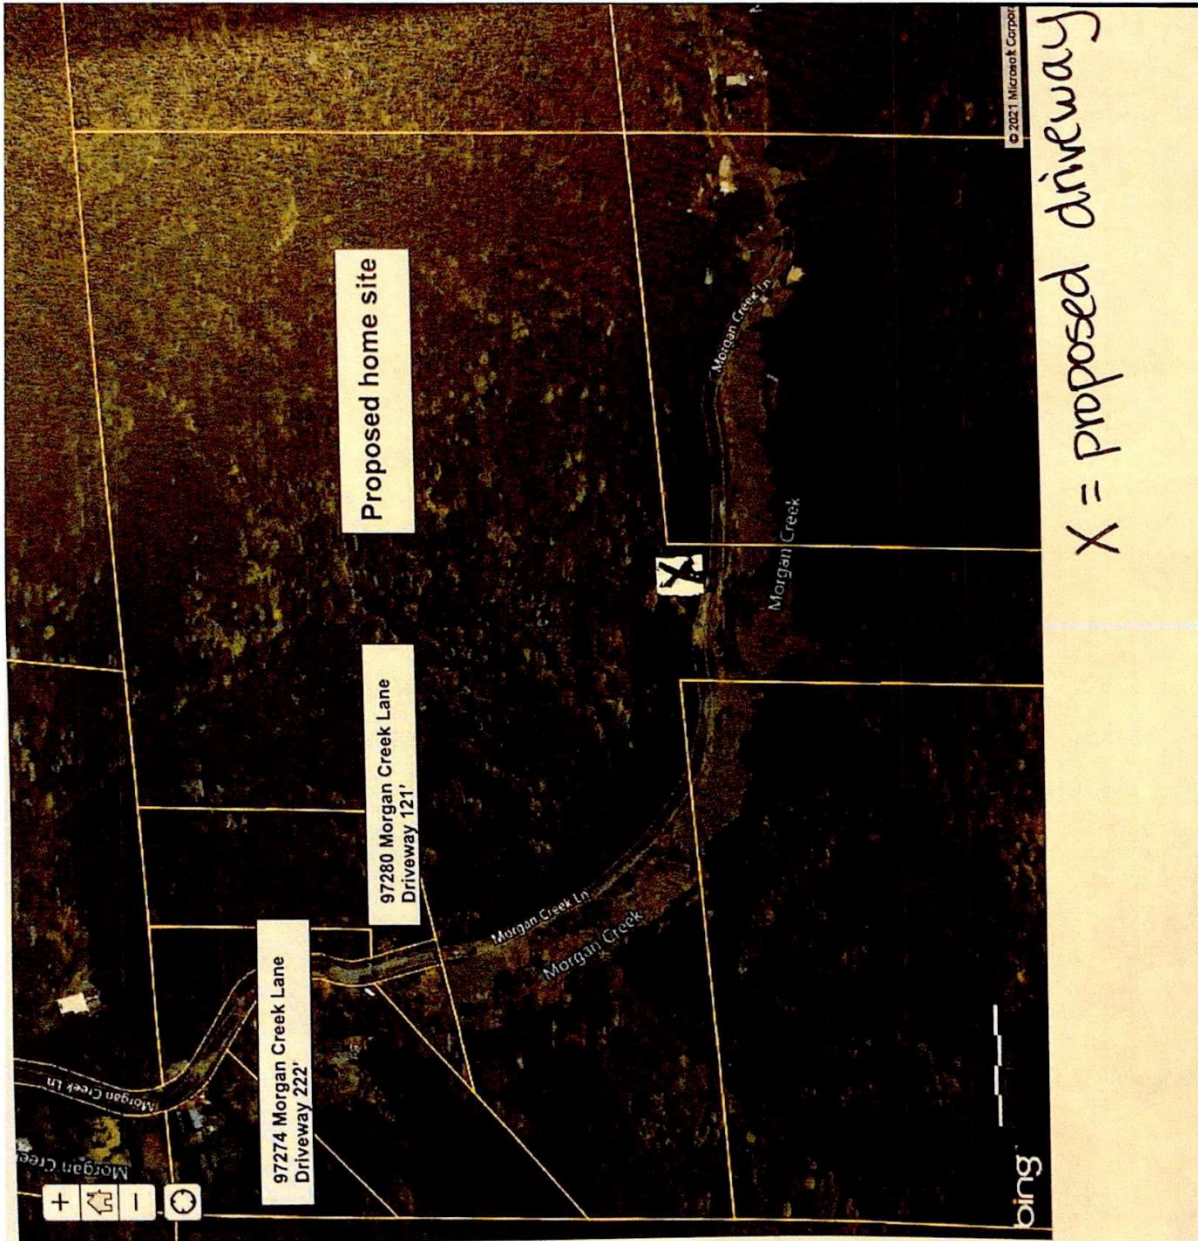 Proposed home site
97280 Morgan Creek Lane
Driveway 121'
97274 Morgan Creek Lane
Driveway 222'
Morgan Creek Ln
Morgan Creek
Morgan Creek Ln
Morgan Creek
Morgan Creek Ln
Morgan Creek
X
+
−
bing
© 2021 Microsoft Corpor
X = proposed driveway